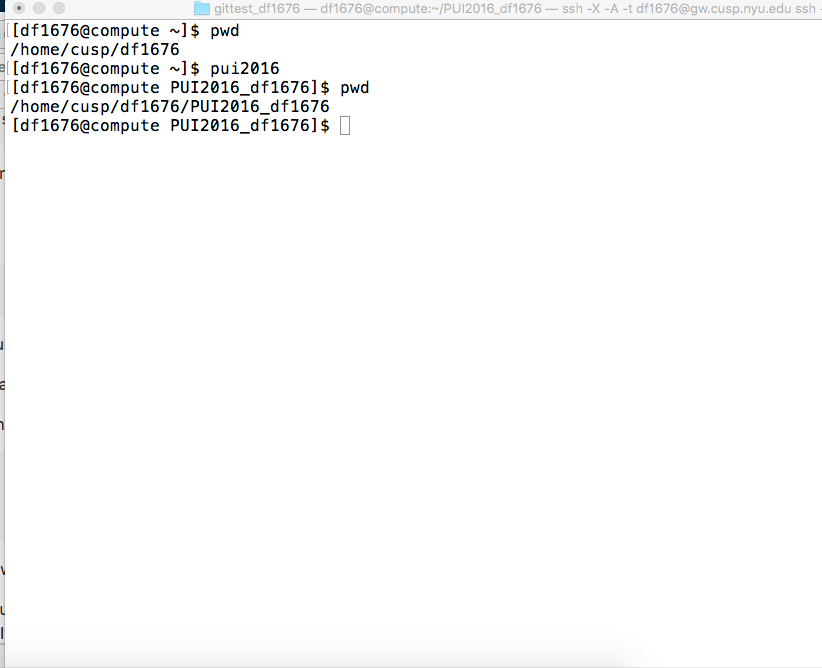 gittest_df1676 — df1676@compute:~/PUI2016_df1676 — ssh -X -A -t df1676@gw.cusp.nyu.edu ssh
[[df1676@compute ~]$ pwd
/home/cusp/df1676
[[df1676@compute ~]$ pui2016
[[df1676@compute PUI2016_df1676]$ pwd
/home/cusp/df1676/PUI2016_df1676
[df1676@compute PUI2016_df1676]$